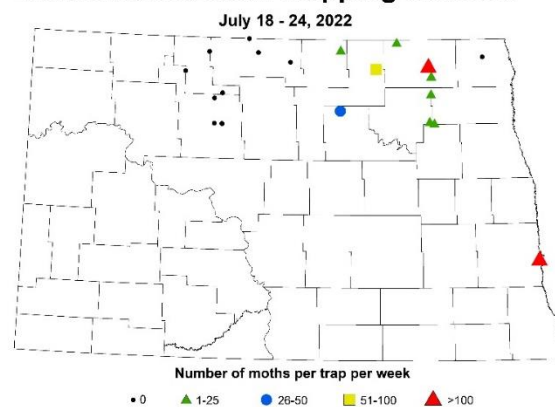 July 18 - 24, 2022
Number of moths per trap per week
0 1-25 26-50 51-100 >100